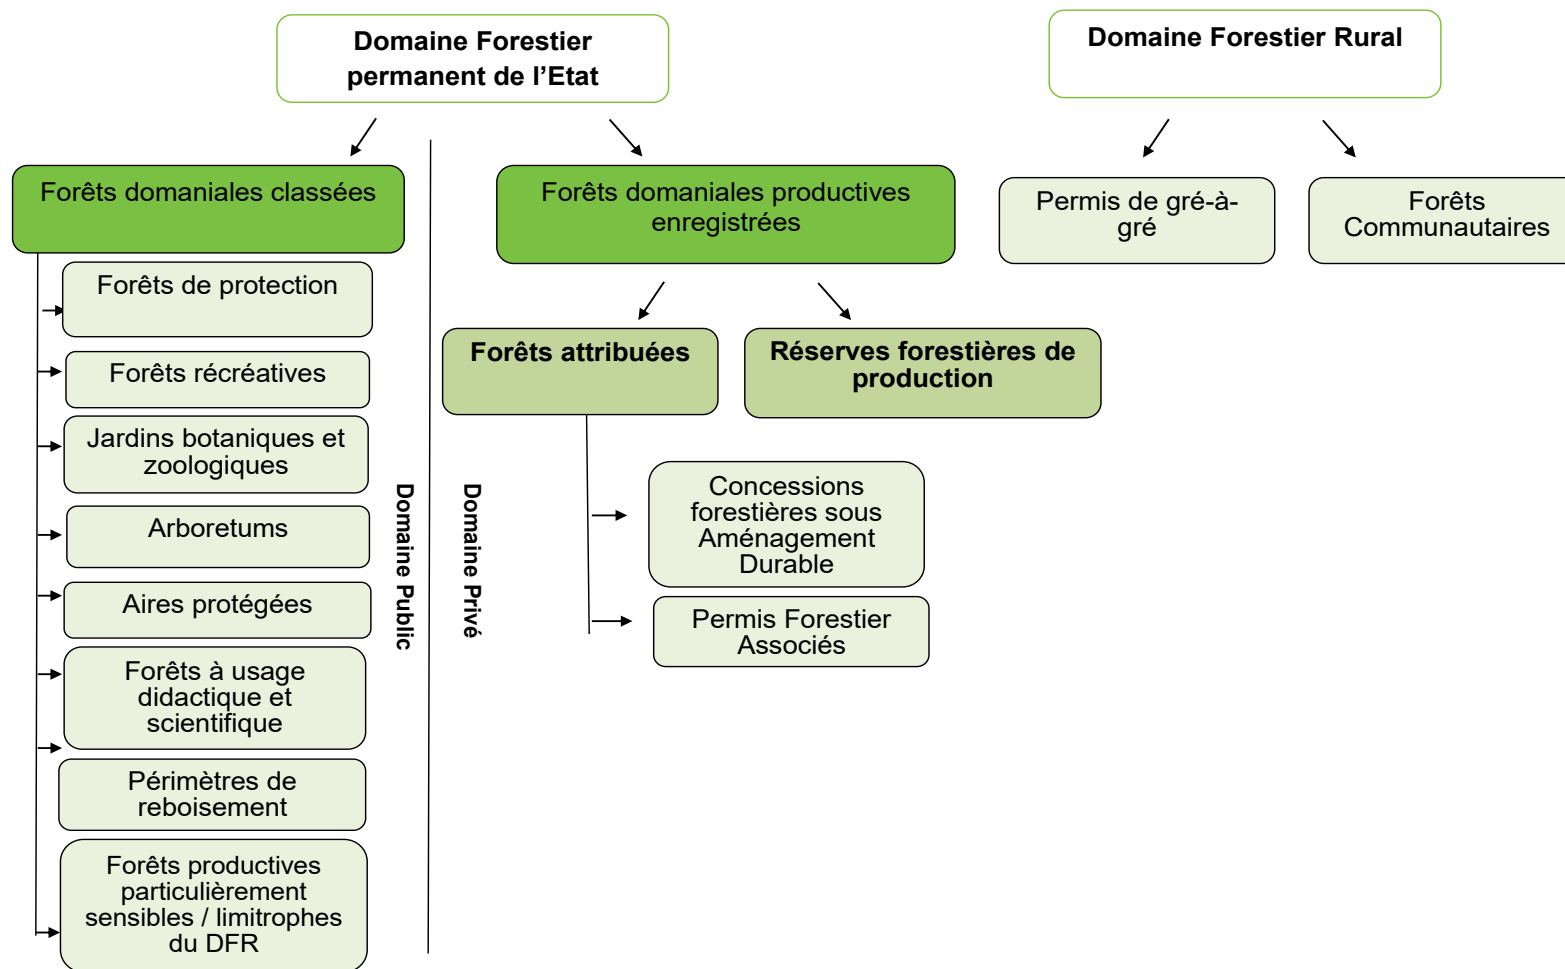 Domaine Forestier
permanent de l’Etat
Domaine Forestier Rural
Forêts domaniales classées
Forêts domaniales productives
enregistrées
Permis de gré-à-
gré
Forêts
Communautaires
Forêts de protection
Forêts récréatives
Jardins botaniques et
zoologiques
Arboretums
Aires protégées
Forêts à usage
didactique et
scientifique
Périmètres de
reboisement
Forêts productives
particulièrement
sensibles / limitrophes
du DFR
Domaine Public
Domaine Privé
Forêts attribuées
Réserves forestières de
production
Concessions
forestières sous
Aménagement
Durable
Permis Forestier
Associés